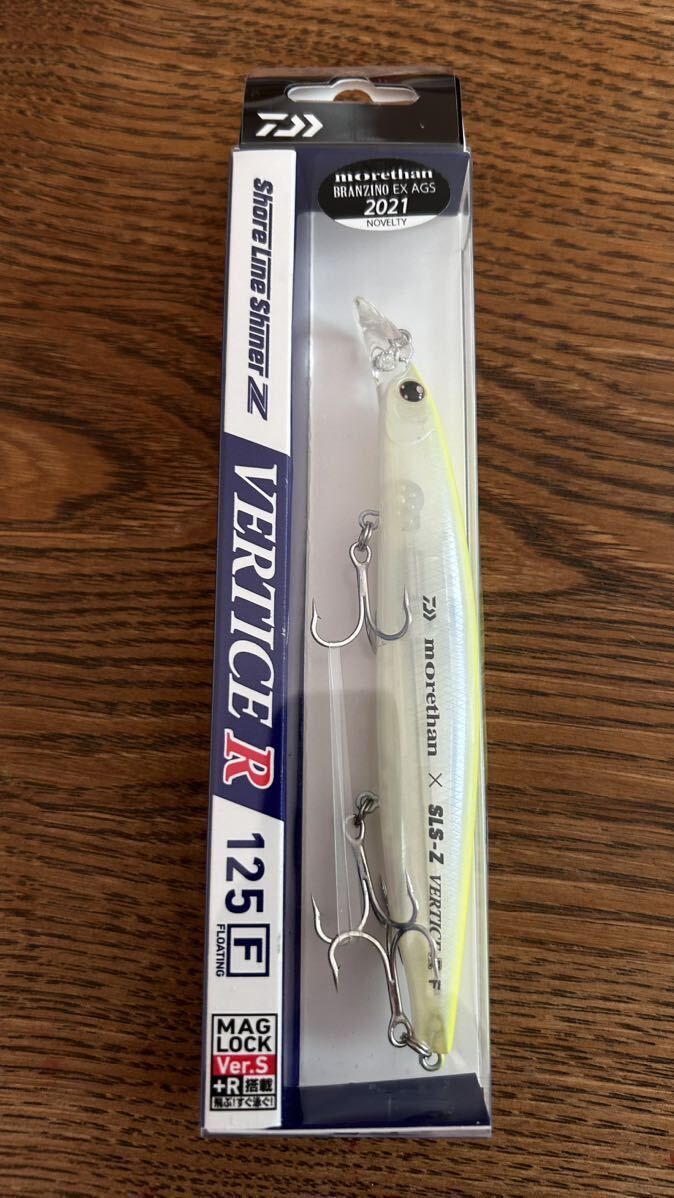 morethan
BRANZINO EX AGS
2021
NOVELTY
Shore Line Shiner Z
VERTICE R
125 F
FLOATING
MAG
LOCK
Ver.S
+R 搭載
飛ぶ!すぐ泳ぐ!
morethan × SLS-Z VERTICE
F